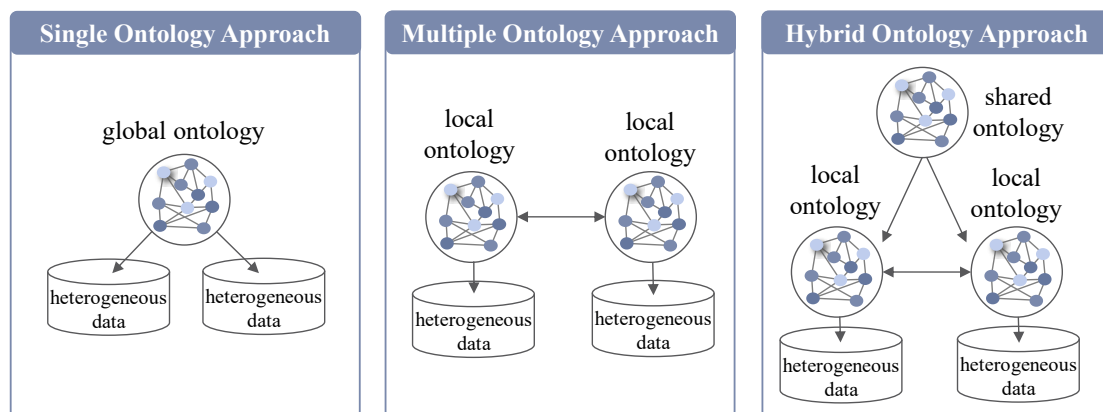 Single Ontology Approach
global ontology
heterogeneous
data
heterogeneous
data
Multiple Ontology Approach
local
ontology
local
ontology
heterogeneous
data
heterogeneous
data
Hybrid Ontology Approach
shared
ontology
local
ontology
local
ontology
heterogeneous
data
heterogeneous
data